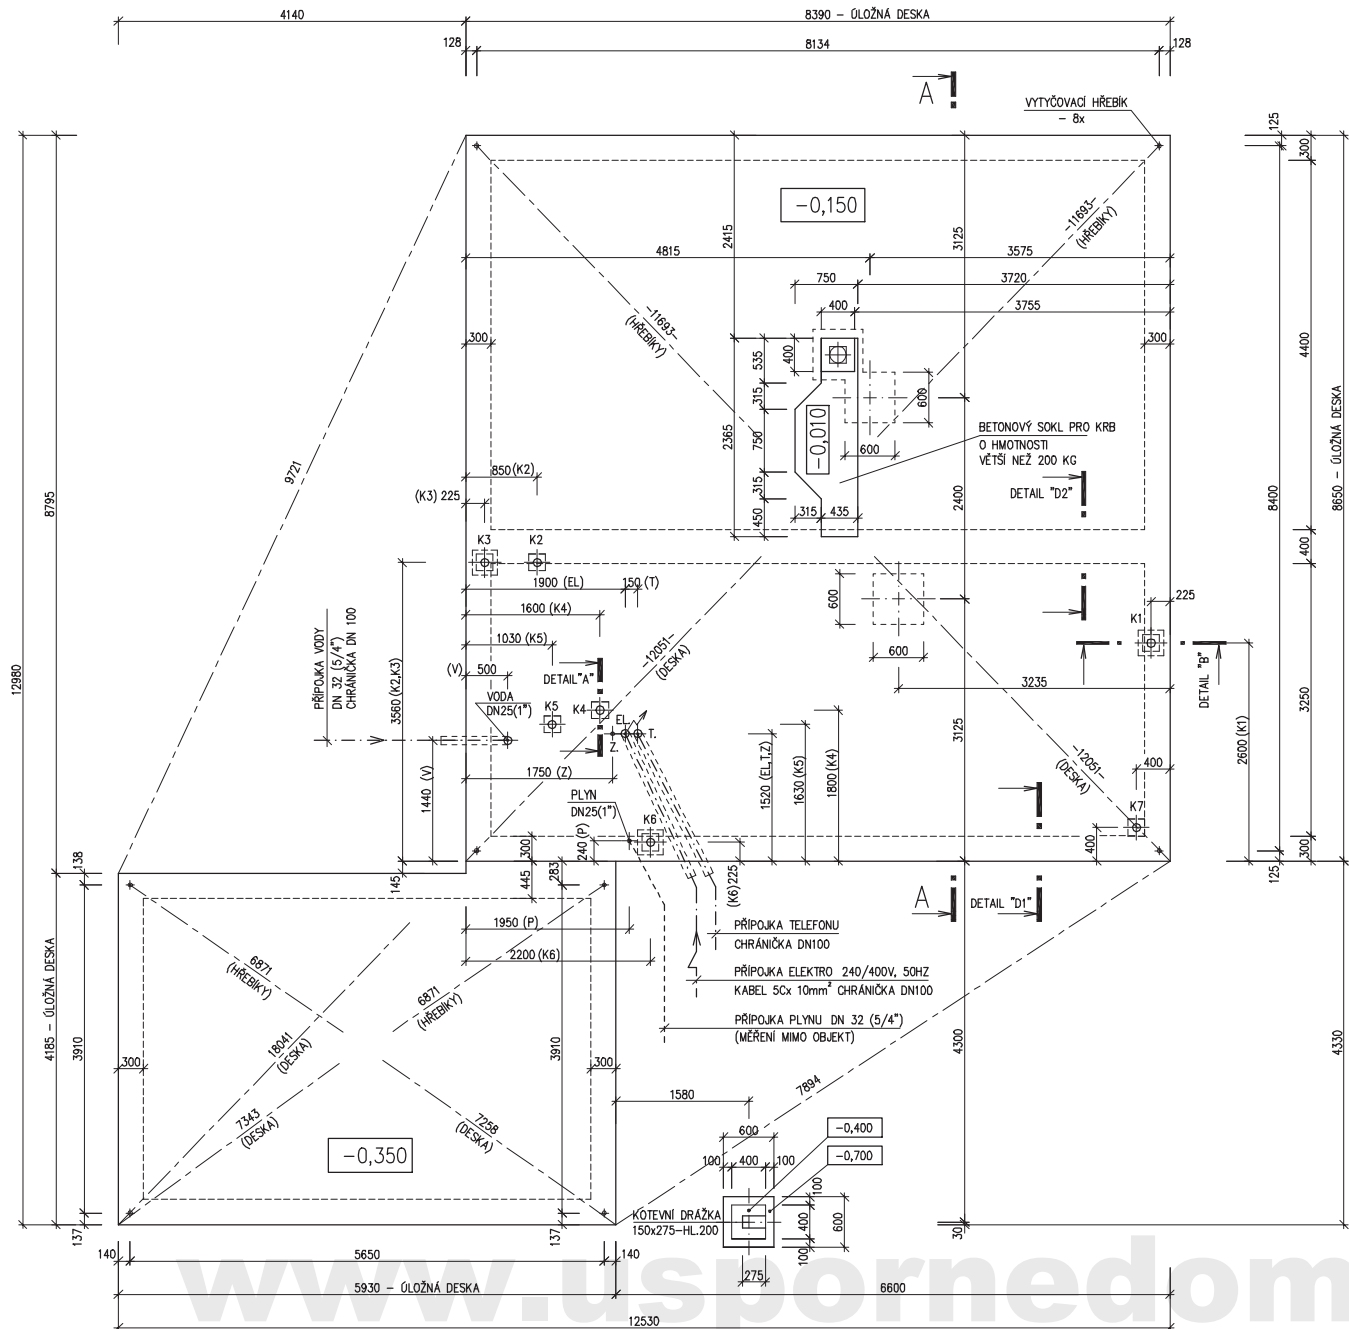 4140
8390 - ÚLOŽNÁ DESKA
128
8134
128
A
VYTYČOVACÍ HŘEBÍK
- 8x
125
300
-0,150
-11693-
(HŘEBÍKY)
-11693-
(HŘEBÍKY)
2415
3125
4815
3575
750
3720
400
3755
300
300
400
535
315
750
315
450
2365
-0,010
600
600
4400
8650 - ÚLOŽNÁ DESKA
8400
BETONOVÝ SOKL PRO KRB
O HMOTNOSTI
VĚTŠÍ NEŽ 200 KG
DETAIL "D2"
2400
315
435
9721
8795
12980
850 (K2)
(K3) 225
K3
K2
1900 (EL)
150 (T)
1600 (K4)
1030 (K5)
(V)
500
DETAIL"A"
VODA
DN25(1")
K5
K4
EL.
T.
Z.
PŘÍPOJKA VODY
DN 32 (5/4")
CHRÁNIČKA DN 100
3560 (K2,K3)
1440 (V)
-12051-
(DESKA)
600
600
3235
400
225
K1
DETAIL "B"
2600 (K1)
3250
1750 (Z)
1520 (EL,T,Z)
1630 (K5)
1800 (K4)
3125
-12051-
(DESKA)
400
K7
400
PLYN
DN25(1")
K6
240 (P)
300
445
283
(K6)
225
300
125
138
145
1950 (P)
2200 (K6)
A
DETAIL "D1"
PŘÍPOJKA TELEFONU
CHRÁNIČKA DN100
PŘÍPOJKA ELEKTRO 240/400V, 50HZ
KABEL 5Cx 10mm² CHRÁNIČKA DN100
PŘÍPOJKA PLYNU DN 32 (5/4")
(MĚŘENÍ MIMO OBJEKT)
6871
(HŘEBÍKY)
6871
(HŘEBÍKY)
18041
(DESKA)
7343
(DESKA)
7258
(DESKA)
4185 - ÚLOŽNÁ DESKA
3910
300
3910
300
4300
4330
7894
1580
600
100
400
100
-0,400
-0,700
-0,350
KOTEVNÍ DRÁŽKA
150x275-HL.200
100
400
600
100
275
30
137
137
140
5650
140
5930 - ÚLOŽNÁ DESKA
6600
12530
www.uspornedom